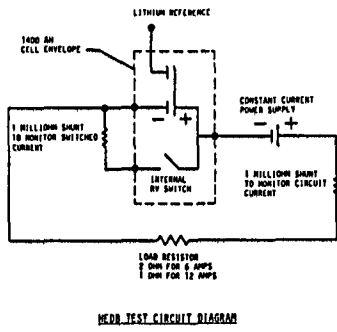 LITHIUM REFERENCE
1400 AH
CELL ENVELOPE
CONSTANT CURRENT
POWER SUPPLY
- +
- +
1 MILLIOHM SHUNT
TO MONITOR SWITCHED
CURRENT
INTERNAL
RV SWITCH
1 MILLIOHM SHUNT
TO MONITOR CIRCUIT
CURRENT
LOAD RESISTOR
2 OHM FOR 6 AMPS
1 OHM FOR 12 AMPS
HEDB TEST CIRCUIT DIAGRAM